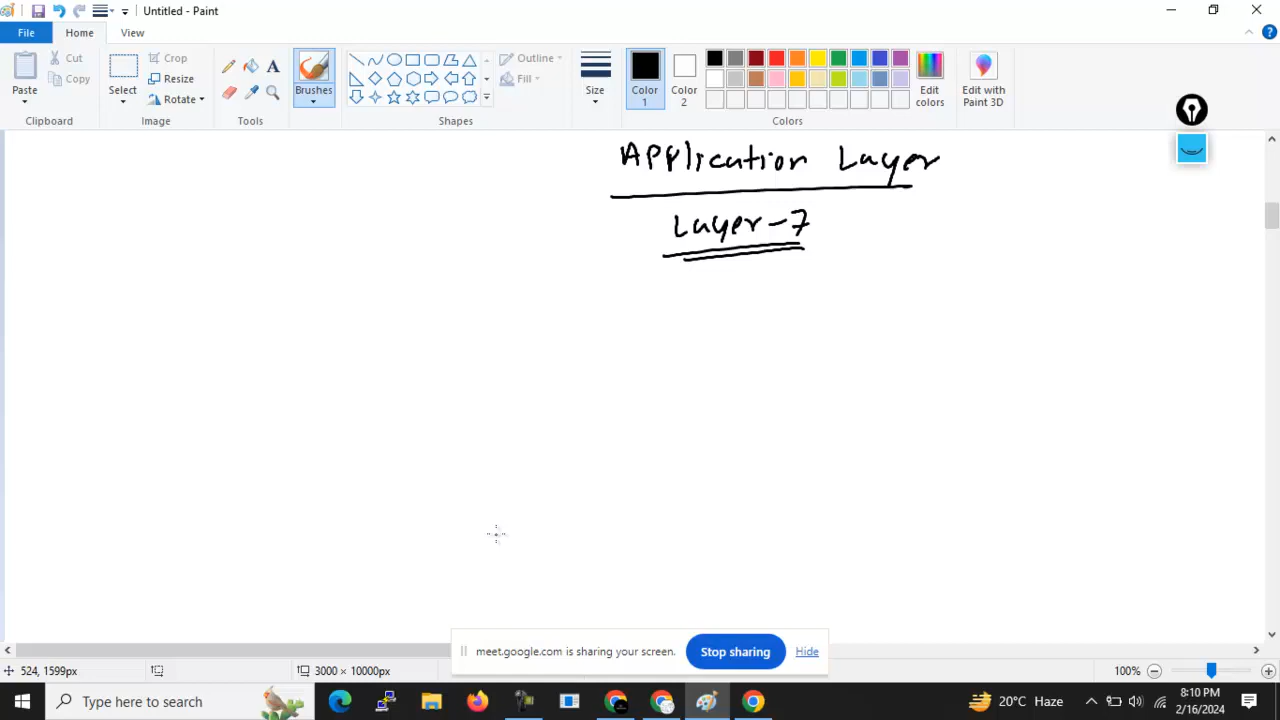 Untitled - Paint
File Home View
Paste Cut Copy Clipboard
Select Crop Resize Rotate Image
Tools
Brushes
Outline Fill Shapes
Size
Color 1 Color 2 Edit colors Colors
Edit with Paint 3D
Application Layer
Layer-7
meet.google.com is sharing your screen. Stop sharing Hide
524, 1599px 3000 × 10000px 100%
Type here to search 20°C Haze 8:10 PM
2/16/2024